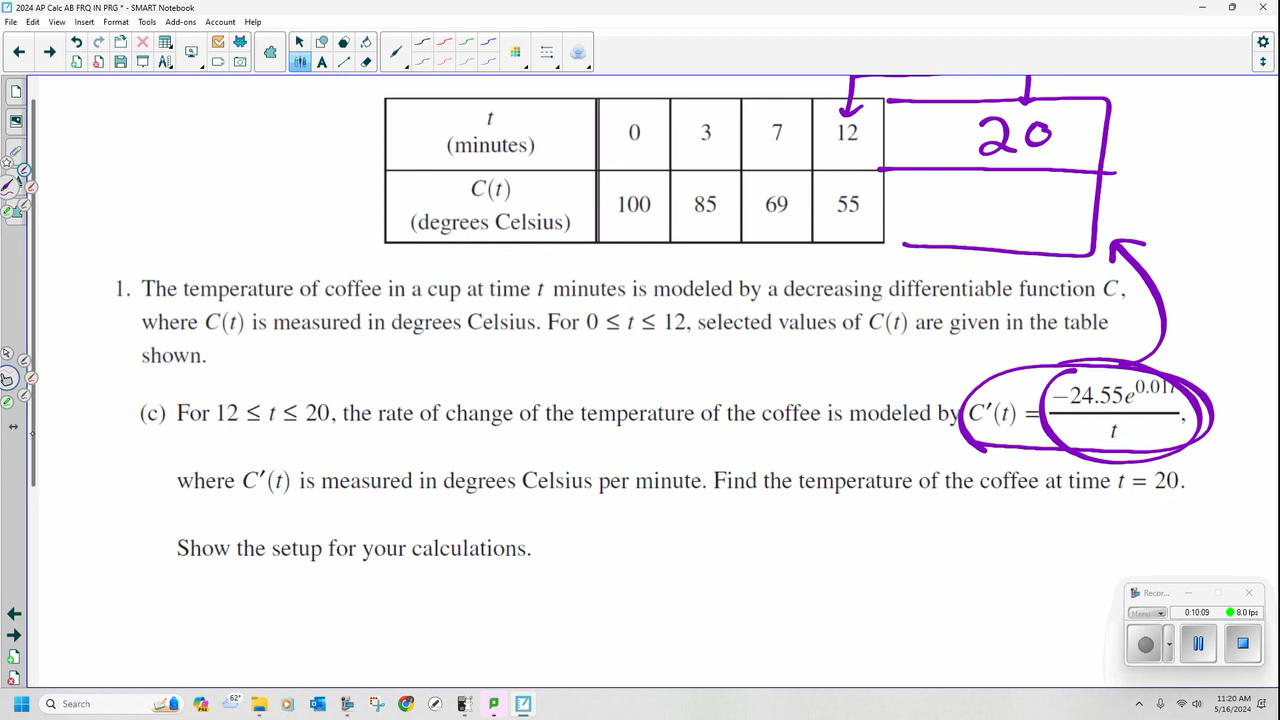 2024 AP Calc AB FRQ IN PRG * - SMART Notebook
File Edit View Insert Format Tools Add-ons Account Help
t (minutes) 0 3 7 12 20
C(t) (degrees Celsius) 100 85 69 55
1. The temperature of coffee in a cup at time t minutes is modeled by a decreasing differentiable function C,
where C(t) is measured in degrees Celsius. For 0 ≤ t ≤ 12, selected values of C(t) are given in the table
shown.
(c) For 12 ≤ t ≤ 20, the rate of change of the temperature of the coffee is modeled by C′(t) = −24.55e^0.01t / t,
where C′(t) is measured in degrees Celsius per minute. Find the temperature of the coffee at time t = 20.
Show the setup for your calculations.
Recor...
Menu 0:10:09 8.0 fps
Search 62° 11:20 AM
5/16/2024